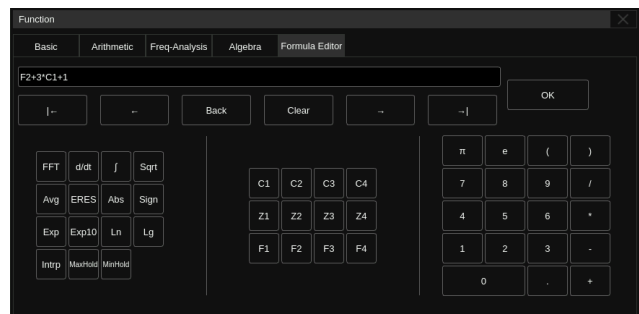 Function
Basic Arithmetic Freq-Analysis Algebra Formula Editor
F2+3*C1+1
OK
|← ← Back Clear → →|
π e ( )
FFT d/dt ∫ Sqrt
C1 C2 C3 C4
7 8 9 /
Avg ERES Abs Sign
Z1 Z2 Z3 Z4
4 5 6 *
Exp Exp10 Ln Lg
F1 F2 F3 F4
1 2 3 -
Intrp MaxHold MinHold
0 . +